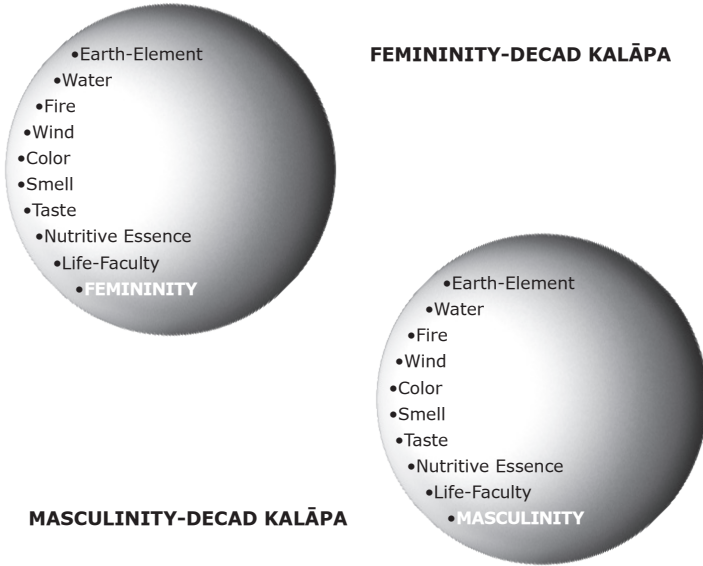 FEMININITY-DECAD KALĀPA
•Earth-Element
•Water
•Fire
•Wind
•Color
•Smell
•Taste
•Nutritive Essence
•Life-Faculty
•FEMININITY
MASCULINITY-DECAD KALĀPA
•Earth-Element
•Water
•Fire
•Wind
•Color
•Smell
•Taste
•Nutritive Essence
•Life-Faculty
•MASCULINITY